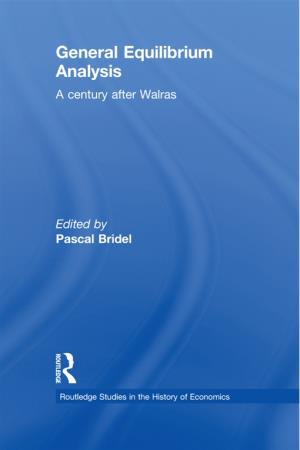 General Equilibrium
Analysis
A century after Walras
Edited by
Pascal Bridel
ROUTLEDGE
Routledge Studies in the History of Economics